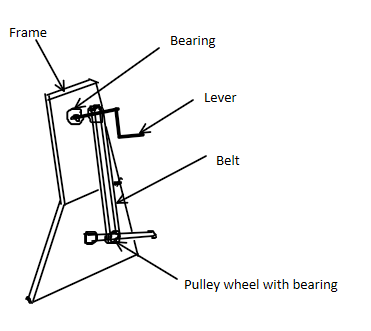 Frame
Bearing
Lever
Belt
Pulley wheel with bearing